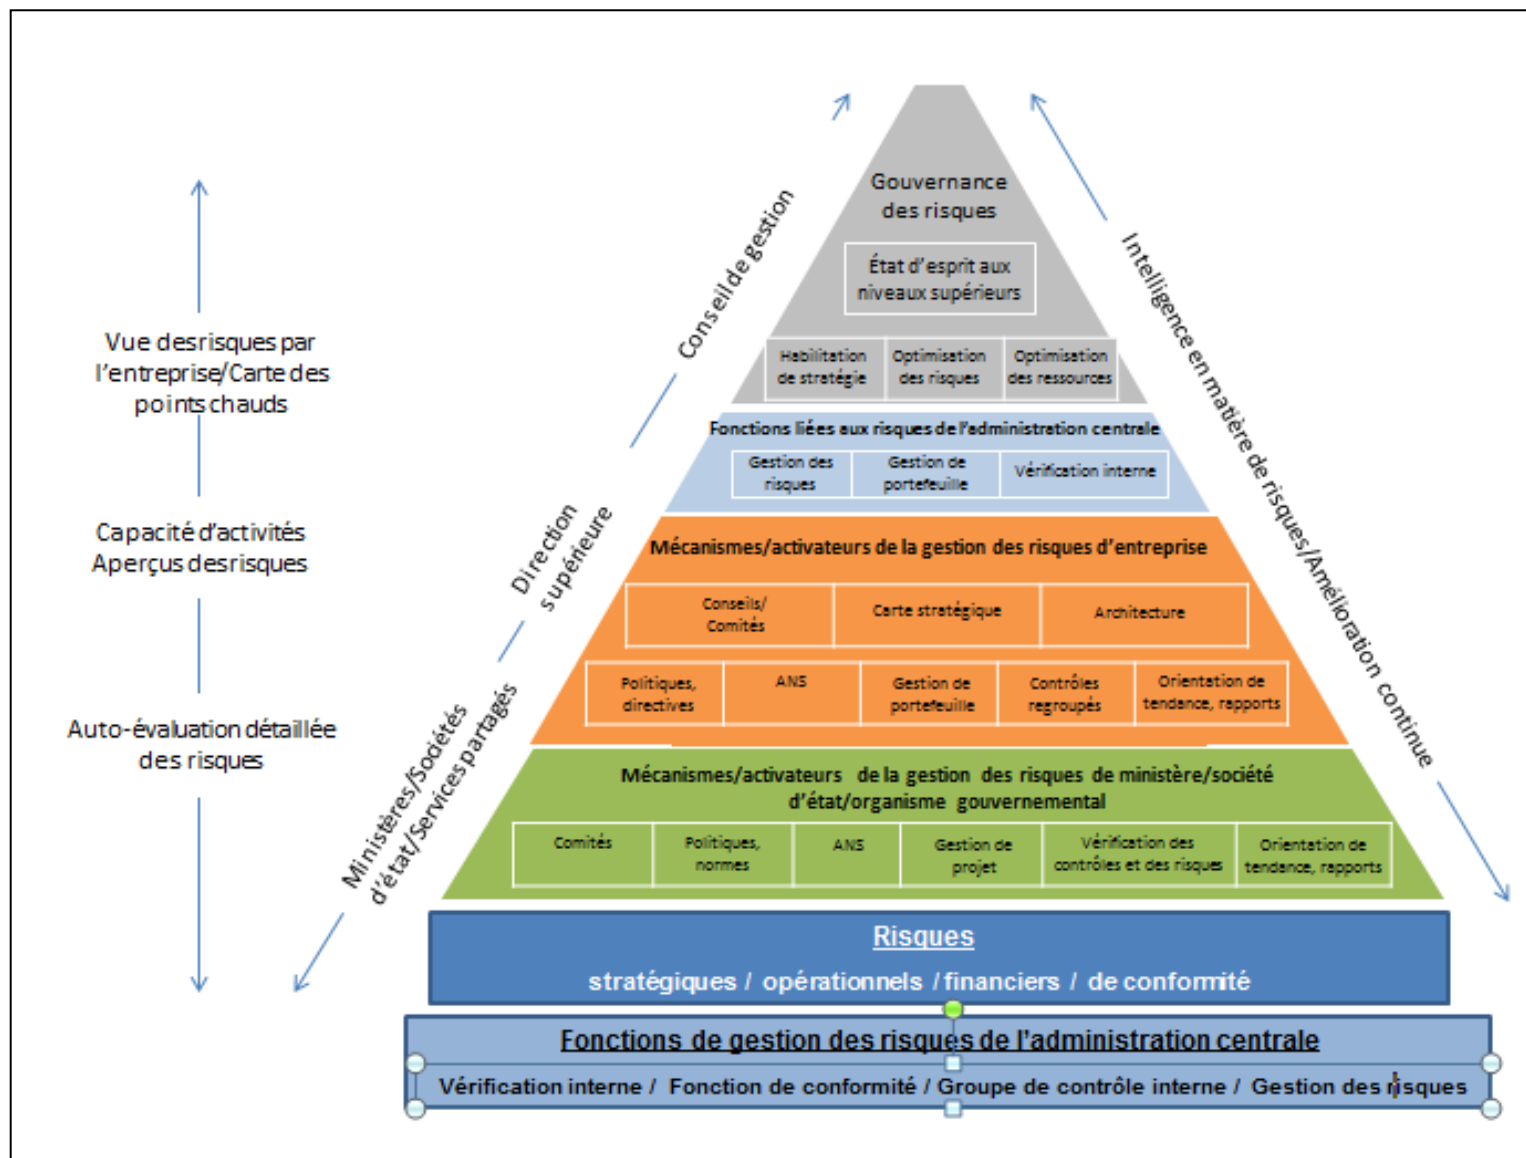 Gouvernance
des risques
État d'esprit aux
niveaux supérieurs
Habilitation
de stratégie
Optimisation
des risques
Optimisation
des ressources
Fonctions liées aux risques de l'administration centrale
Gestion des
risques
Gestion de
portefeuille
Vérification interne
Mécanismes/activateurs de la gestion des risques d'entreprise
Conseils/
Comités
Carte stratégique
Architecture
Politiques,
directives
ANS
Gestion de
portefeuille
Contrôles
regroupés
Orientation de
tendance, rapports
Mécanismes/activateurs de la gestion des risques de ministère/société
d'état/organisme gouvernemental
Comités
Politiques,
normes
ANS
Gestion de
projet
Vérification des
contrôles et des risques
Orientation de
tendance, rapports
Risques
stratégiques / opérationnels / financiers / de conformité
Fonctions de gestion des risques de l'administration centrale
Vérification interne / Fonction de conformité / Groupe de contrôle interne / Gestion des risques
Vue des risques par
l'entreprise/Carte des
points chauds
Capacité d'activités
Aperçus des risques
Auto-évaluation détaillée
des risques
Conseil de gestion
Direction
supérieure
Ministères/Sociétés
d'état/Services partagés
Intelligence en matière de risques/Amélioration continue